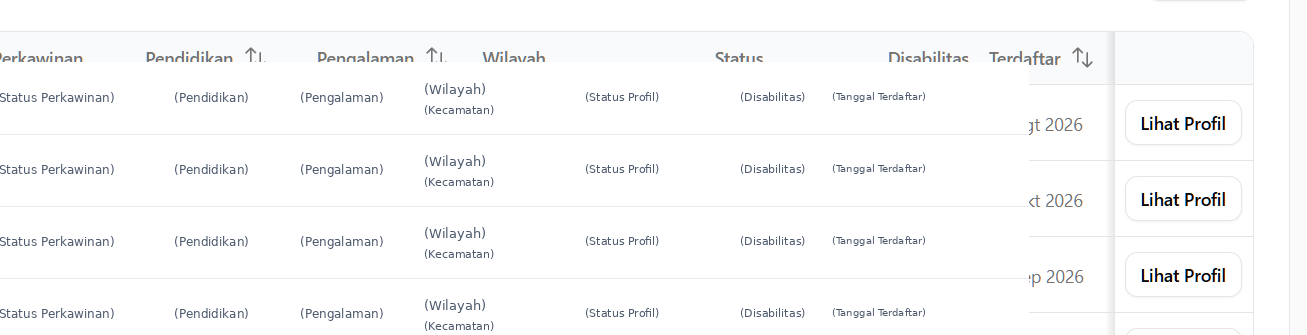 Perkawinan Pendidikan Pengalaman Wilayah Status Disabilitas Terdaftar
Status Perkawinan) (Pendidikan) (Pengalaman) (Wilayah) (Status Profil) (Disabilitas) (Tanggal Terdaftar)
(Kecamatan)
gt 2026 Lihat Profil
Status Perkawinan) (Pendidikan) (Pengalaman) (Wilayah) (Status Profil) (Disabilitas) (Tanggal Terdaftar)
(Kecamatan)
kt 2026 Lihat Profil
Status Perkawinan) (Pendidikan) (Pengalaman) (Wilayah) (Status Profil) (Disabilitas) (Tanggal Terdaftar)
(Kecamatan)
ep 2026 Lihat Profil
Status Perkawinan) (Pendidikan) (Pengalaman) (Wilayah) (Status Profil) (Disabilitas) (Tanggal Terdaftar)
(Kecamatan)